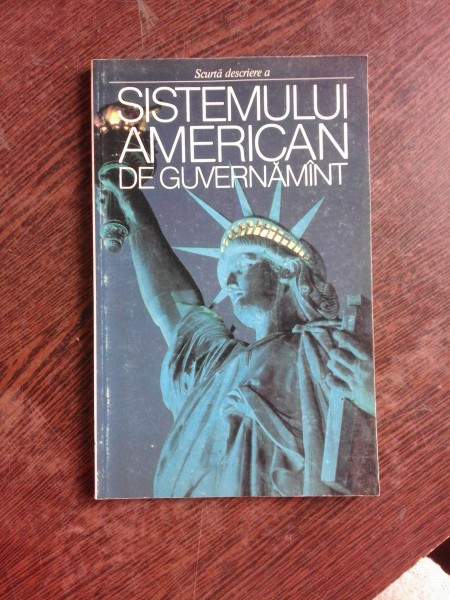 Scurtă descriere a
SISTEMULUI
AMERICAN
DE GUVERNĂMÎNT